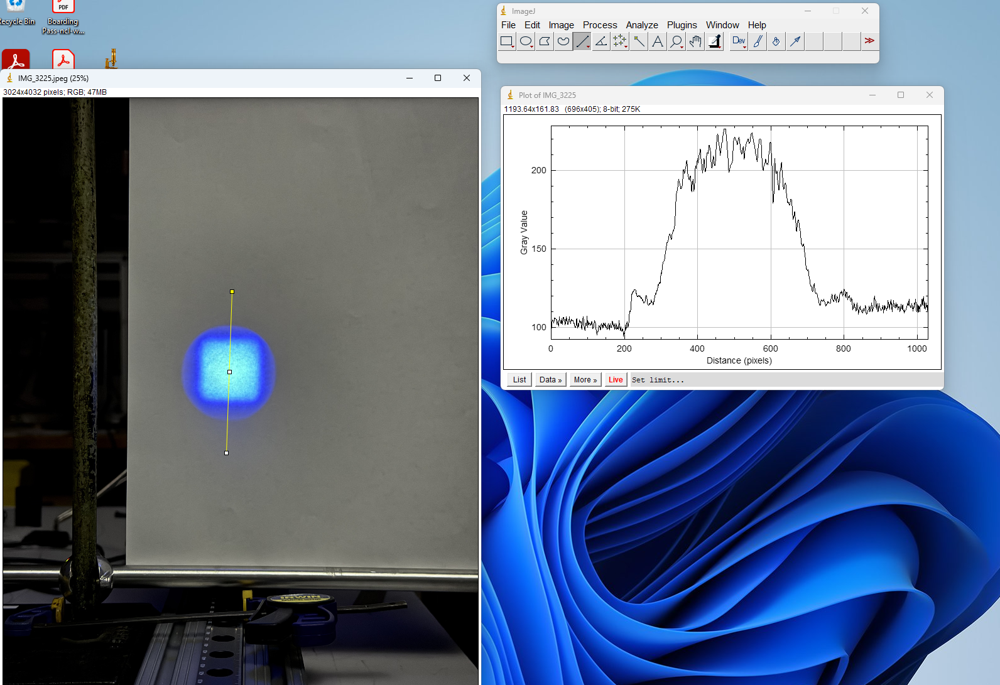 Recycle Bin
PDF
Boarding
Pass-ncl-w...
IMG_3225.jpeg (25%)
3024x4032 pixels; RGB; 47MB
IRWIN
ImageJ
File Edit Image Process Analyze Plugins Window Help
Dev
>>
Plot of IMG_3225
1193.64x161.83 (696x405); 8-bit; 275K
Gray Value
200
150
100
0 200 400 600 800 1000
Distance (pixels)
List Data » More » Live Set limit...